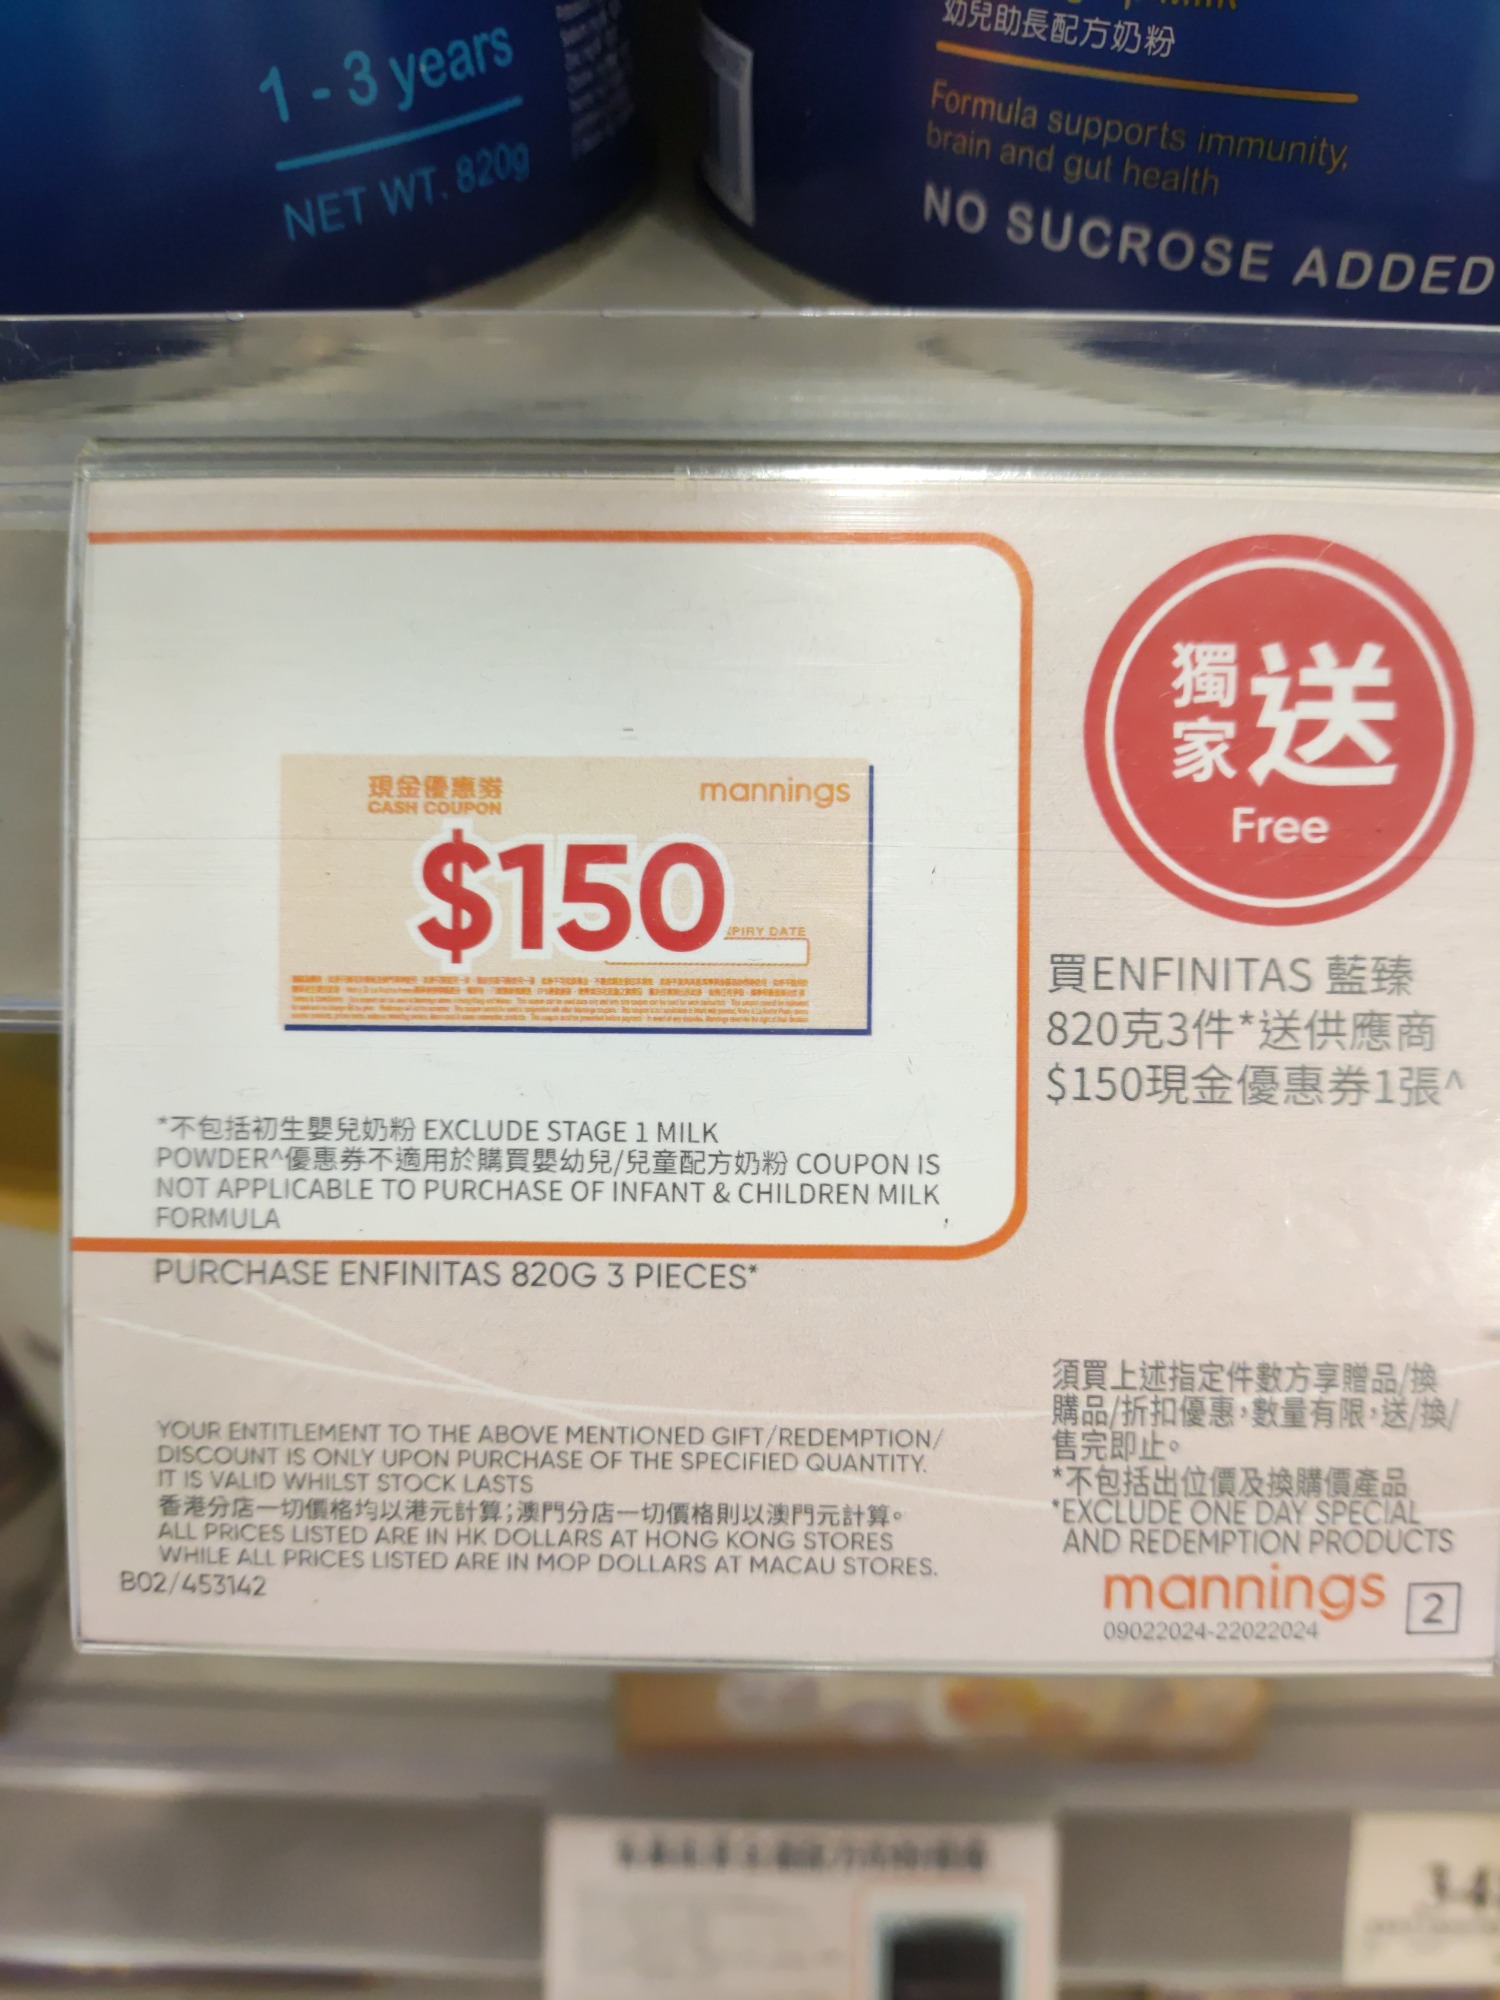 1 - 3 years
NET WT. 820g
幼兒助長配方奶粉
Formula supports immunity,
brain and gut health
NO SUCROSE ADDED
現金優惠券
CASH COUPON
mannings
$150
PIRY DATE
獨家送
Free
買ENFINITAS 藍臻
820克3件*送供應商
$150現金優惠券1張^
*不包括初生嬰兒奶粉 EXCLUDE STAGE 1 MILK
POWDER^優惠券不適用於購買嬰幼兒/兒童配方奶粉 COUPON IS
NOT APPLICABLE TO PURCHASE OF INFANT & CHILDREN MILK
FORMULA
PURCHASE ENFINITAS 820G 3 PIECES*
YOUR ENTITLEMENT TO THE ABOVE MENTIONED GIFT/REDEMPTION/
DISCOUNT IS ONLY UPON PURCHASE OF THE SPECIFIED QUANTITY.
IT IS VALID WHILST STOCK LASTS
香港分店一切價格均以港元計算;澳門分店一切價格則以澳門元計算。
ALL PRICES LISTED ARE IN HK DOLLARS AT HONG KONG STORES
WHILE ALL PRICES LISTED ARE IN MOP DOLLARS AT MACAU STORES.
B02/453142
須買上述指定件數方享贈品/換
購品/折扣優惠,數量有限,送/換/
售完即止。
*不包括出位價及換購價產品
*EXCLUDE ONE DAY SPECIAL
AND REDEMPTION PRODUCTS
mannings
2
09022024-22022024